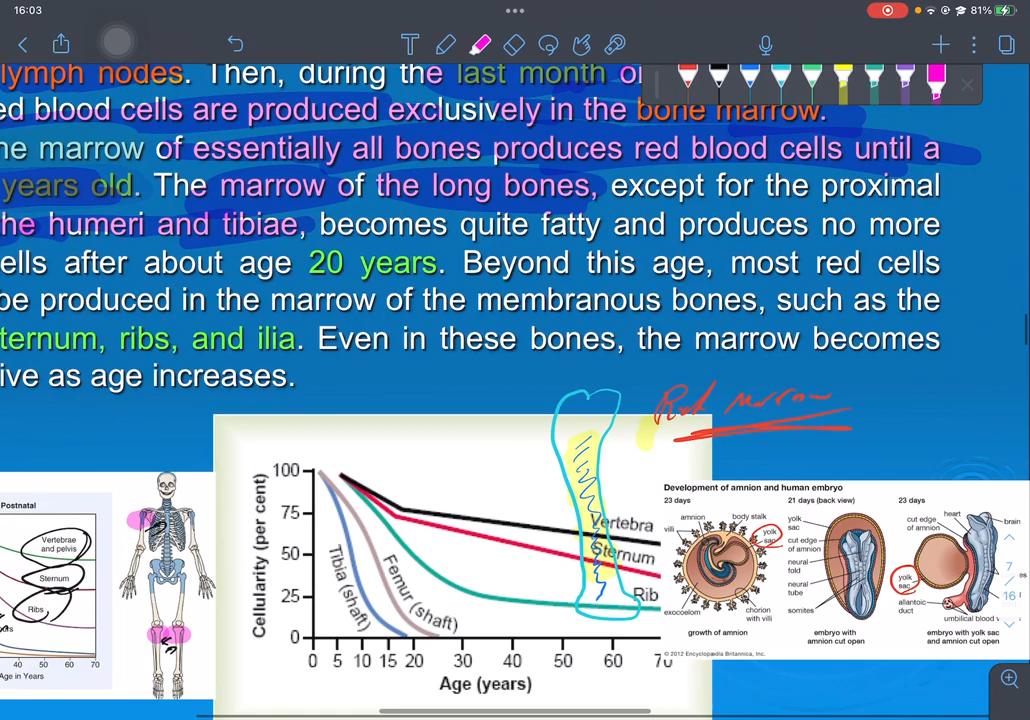 16:03
81%
lymph nodes. Then, during the last month or
ed blood cells are produced exclusively in the bone marrow.
he marrow of essentially all bones produces red blood cells until a
years old. The marrow of the long bones, except for the proximal
he humeri and tibiae, becomes quite fatty and produces no more
ells after about age 20 years. Beyond this age, most red cells
be produced in the marrow of the membranous bones, such as the
ternum, ribs, and ilia. Even in these bones, the marrow becomes
ive as age increases.
Red marrow
Postnatal
Vertebrae
and pelvis
Sternum
Ribs
40 50 60 70
Age in Years
Cellularity (per cent)
100
75
50
25
0
Tibia (shaft)
Femur (shaft)
Vertebra
Sternum
Rib
0 5 10 15 20 30 40 50 60 70
Age (years)
Development of amnion and human embryo
23 days
amnion
body stalk
villi
yolk
sac
exocoelom
chorion
with villi
growth of amnion
21 days (back view)
yolk
sac
cut edge
of amnion
neural
fold
neural
tube
somites
embryo with
amnion cut open
23 days
heart
cut edge
of amnion
brain
yolk
sac
allantoic
duct
umbilical blood v
embryo with yolk sac
and amnion cut open
© 2012 Encyclopædia Britannica, Inc.
7
16